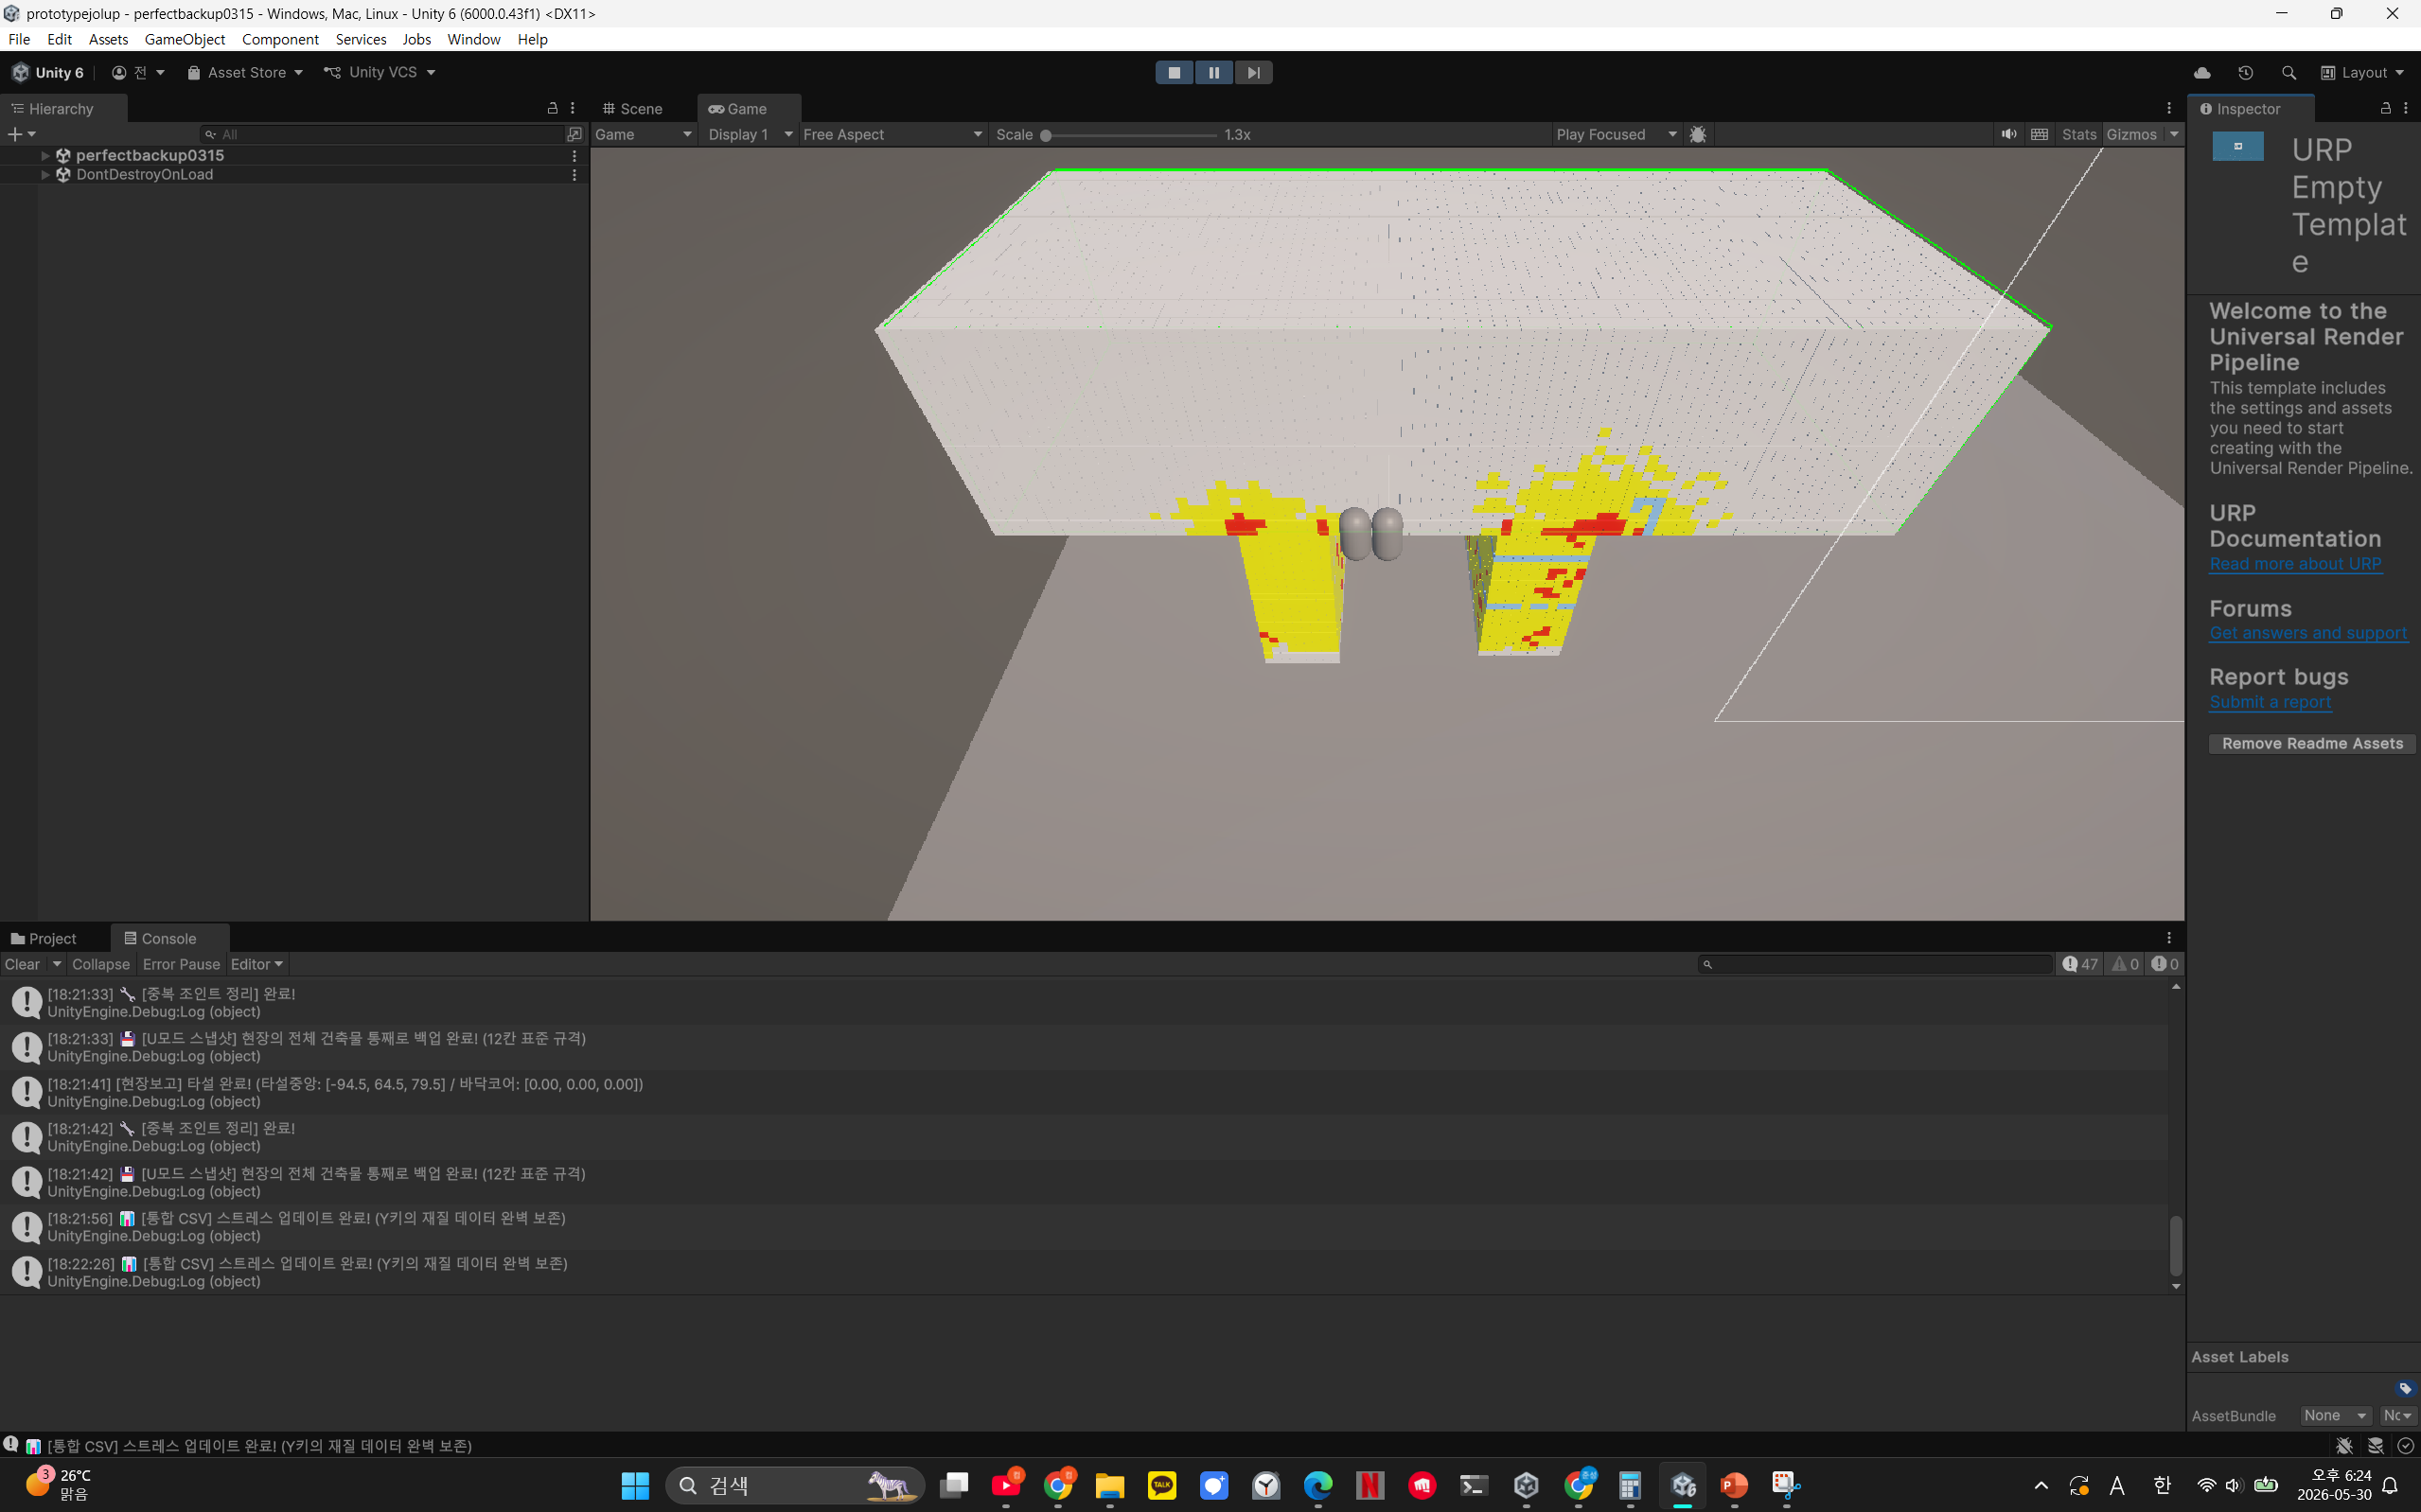 prototypejolup - perfectbackup0315 - Windows, Mac, Linux - Unity 6 (6000.0.43f1) <DX11>
File Edit Assets GameObject Component Services Jobs Window Help
Unity 6 전 Asset Store Unity VCS Layout
Hierarchy
All
perfectbackup0315
DontDestroyOnLoad
Scene Game
Game Display 1 Free Aspect Scale 1.3x Play Focused Stats Gizmos
Inspector
URP
Empty
Templat
e
Welcome to the
Universal Render
Pipeline
This template includes
the settings and assets
you need to start
creating with the
Universal Render Pipeline.
URP
Documentation
Read more about URP
Forums
Get answers and support
Report bugs
Submit a report
Remove Readme Assets
Project Console
Clear Collapse Error Pause Editor 47 0 0
[18:21:33] 🔧 [중복 조인트 정리] 완료!
UnityEngine.Debug:Log (object)
[18:21:33] 💾 [U모드 스냅샷] 현장의 전체 건축물 통째로 백업 완료! (12칸 표준 규격)
UnityEngine.Debug:Log (object)
[18:21:41] [현장보고] 타설 완료! (타설중앙: [-94.5, 64.5, 79.5] / 바닥코어: [0.00, 0.00, 0.00])
UnityEngine.Debug:Log (object)
[18:21:42] 🔧 [중복 조인트 정리] 완료!
UnityEngine.Debug:Log (object)
[18:21:42] 💾 [U모드 스냅샷] 현장의 전체 건축물 통째로 백업 완료! (12칸 표준 규격)
UnityEngine.Debug:Log (object)
[18:21:56] 📊 [통합 CSV] 스트레스 업데이트 완료! (Y키의 재질 데이터 완벽 보존)
UnityEngine.Debug:Log (object)
[18:22:26] 📊 [통합 CSV] 스트레스 업데이트 완료! (Y키의 재질 데이터 완벽 보존)
UnityEngine.Debug:Log (object)
Asset Labels
AssetBundle None Nc
📊 [통합 CSV] 스트레스 업데이트 완료! (Y키의 재질 데이터 완벽 보존)
3 26°C
맑음
검색
TALK
준성
A 한
오후 6:24
2026-05-30